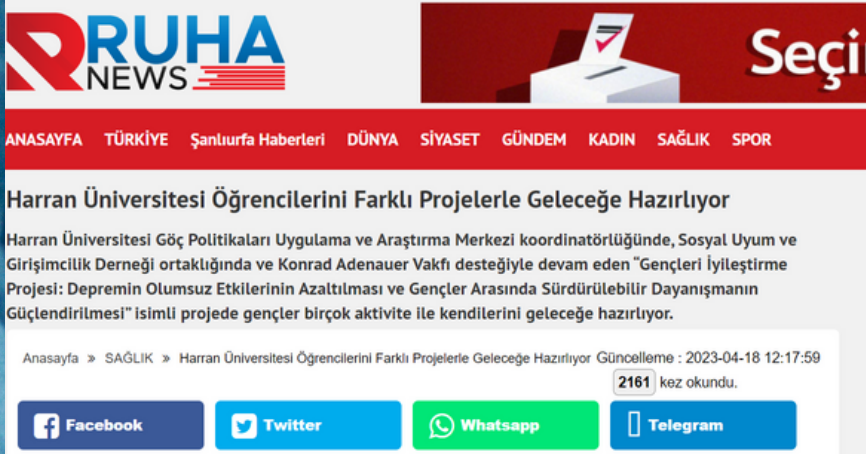 RUHA
NEWS
Seçi
ANASAYFA TÜRKİYE Şanlıurfa Haberleri DÜNYA SİYASET GÜNDEM KADIN SAĞLIK SPOR
Harran Üniversitesi Öğrencilerini Farklı Projelerle Geleceğe Hazırlıyor
Harran Üniversitesi Göç Politikaları Uygulama ve Araştırma Merkezi koordinatörlüğünde, Sosyal Uyum ve
Girişimcilik Derneği ortaklığında ve Konrad Adenauer Vakfı desteğiyle devam eden “Gençleri İyileştirme
Projesi: Depremin Olumsuz Etkilerinin Azaltılması ve Gençler Arasında Sürdürülebilir Dayanışmanın
Güçlendirilmesi” isimli projede gençler birçok aktivite ile kendilerini geleceğe hazırlıyor.
Anasayfa » SAĞLIK » Harran Üniversitesi Öğrencilerini Farklı Projelerle Geleceğe Hazırlıyor Güncelleme : 2023-04-18 12:17:59
2161 kez okundu.
Facebook Twitter Whatsapp Telegram